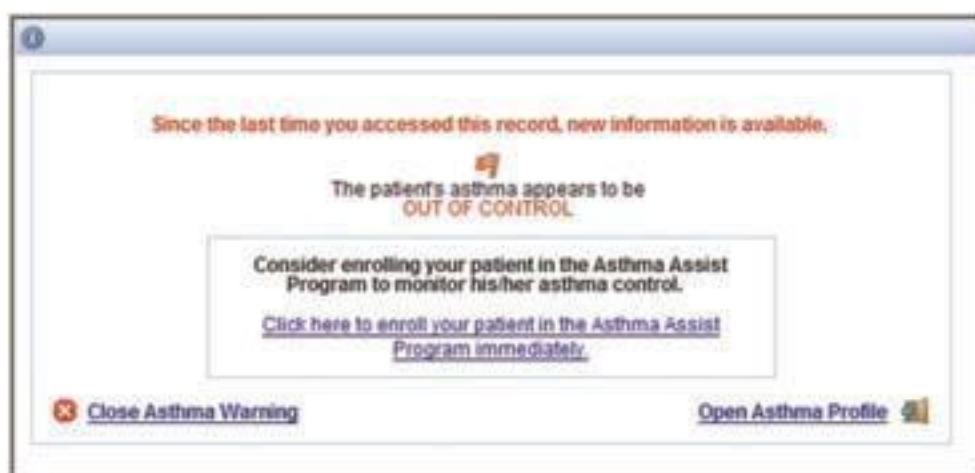 Since the last time you accessed this record, new information is available.
The patient's asthma appears to be
OUT OF CONTROL
Consider enrolling your patient in the Asthma Assist
Program to monitor his/her asthma control.
Click here to enroll your patient in the Asthma Assist
Program immediately.
Close Asthma Warning
Open Asthma Profile